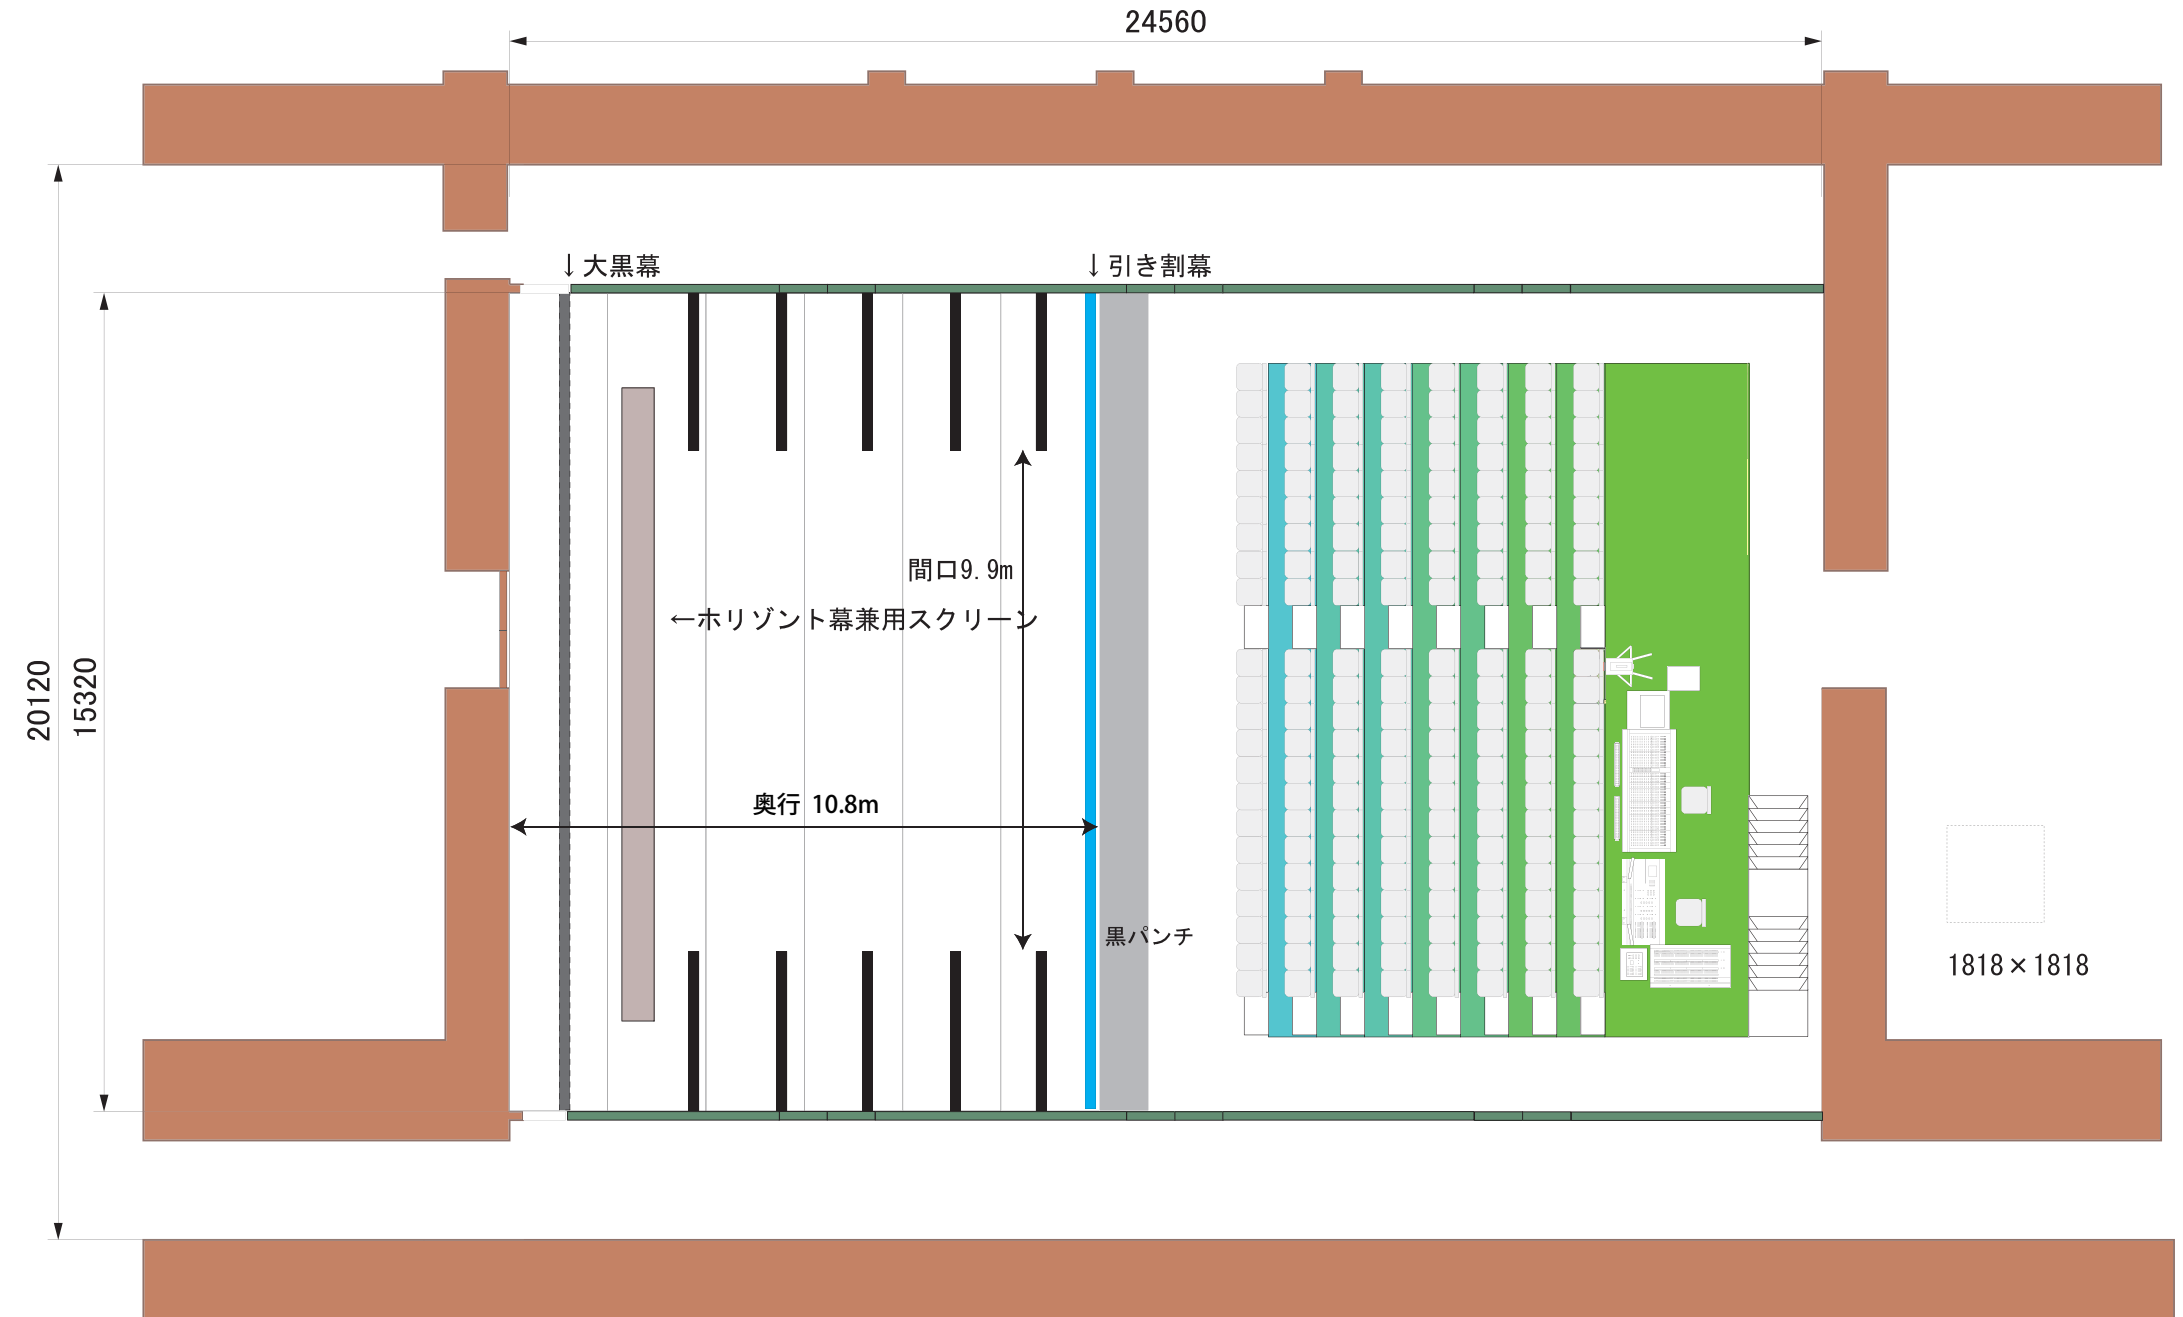 24560
↓大黒幕
↓引き割幕
間口9.9m
←ホリゾント幕兼用スクリーン
20120
15320
奥行 10.8m
黒パンチ
1818×1818